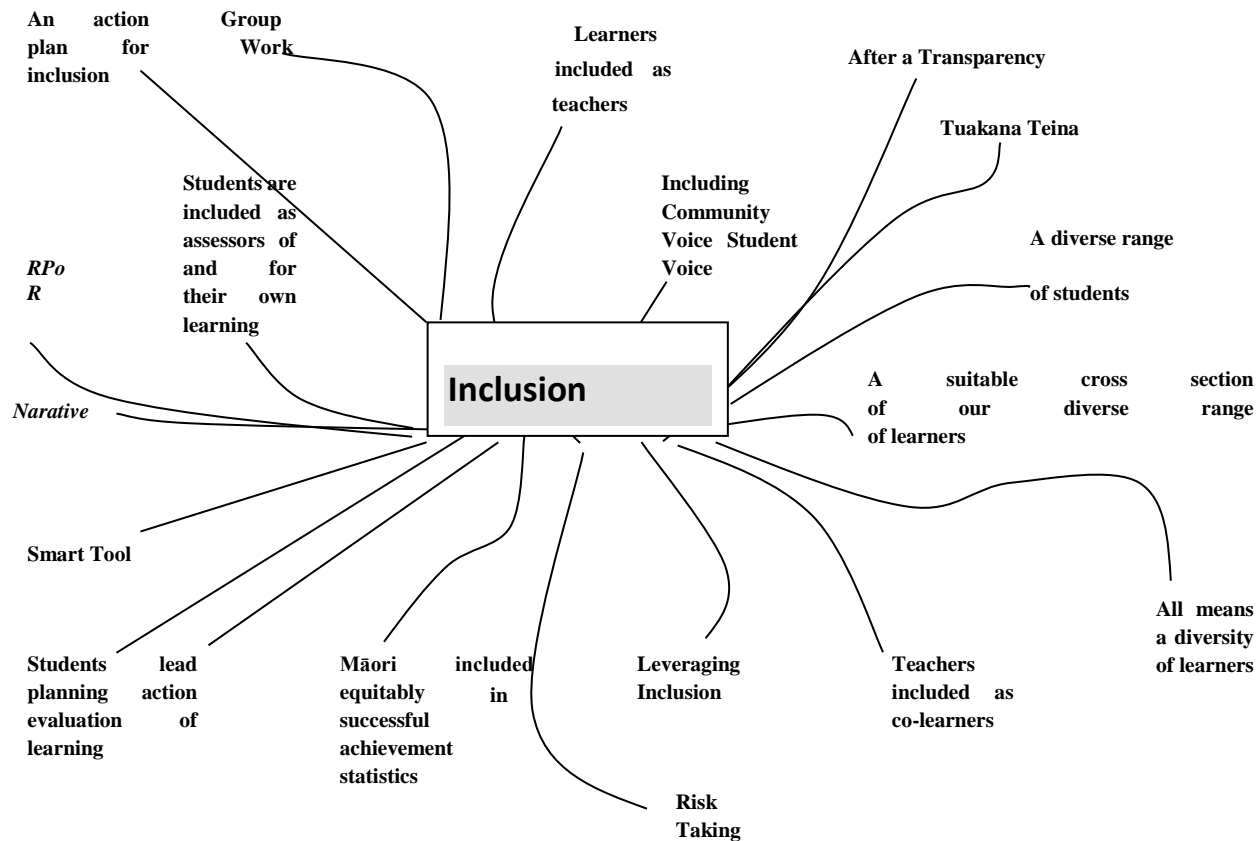 An action
plan for
inclusion
Group
Work
Learners
included as
teachers
After a Transparency
Tuakana Teina
Students are
included as
assessors of
and for
their own
learning
Including
Community
Voice Student
Voice
A diverse range
of students
RPo
R
Narative
Inclusion
A suitable cross section
of our diverse range
of learners
Smart Tool
All means
a diversity
of learners
Students lead
planning action
evaluation of
learning
Māori included
equitably in
successful
achievement
statistics
Leveraging
Inclusion
Teachers
included as
co-learners
Risk
Taking